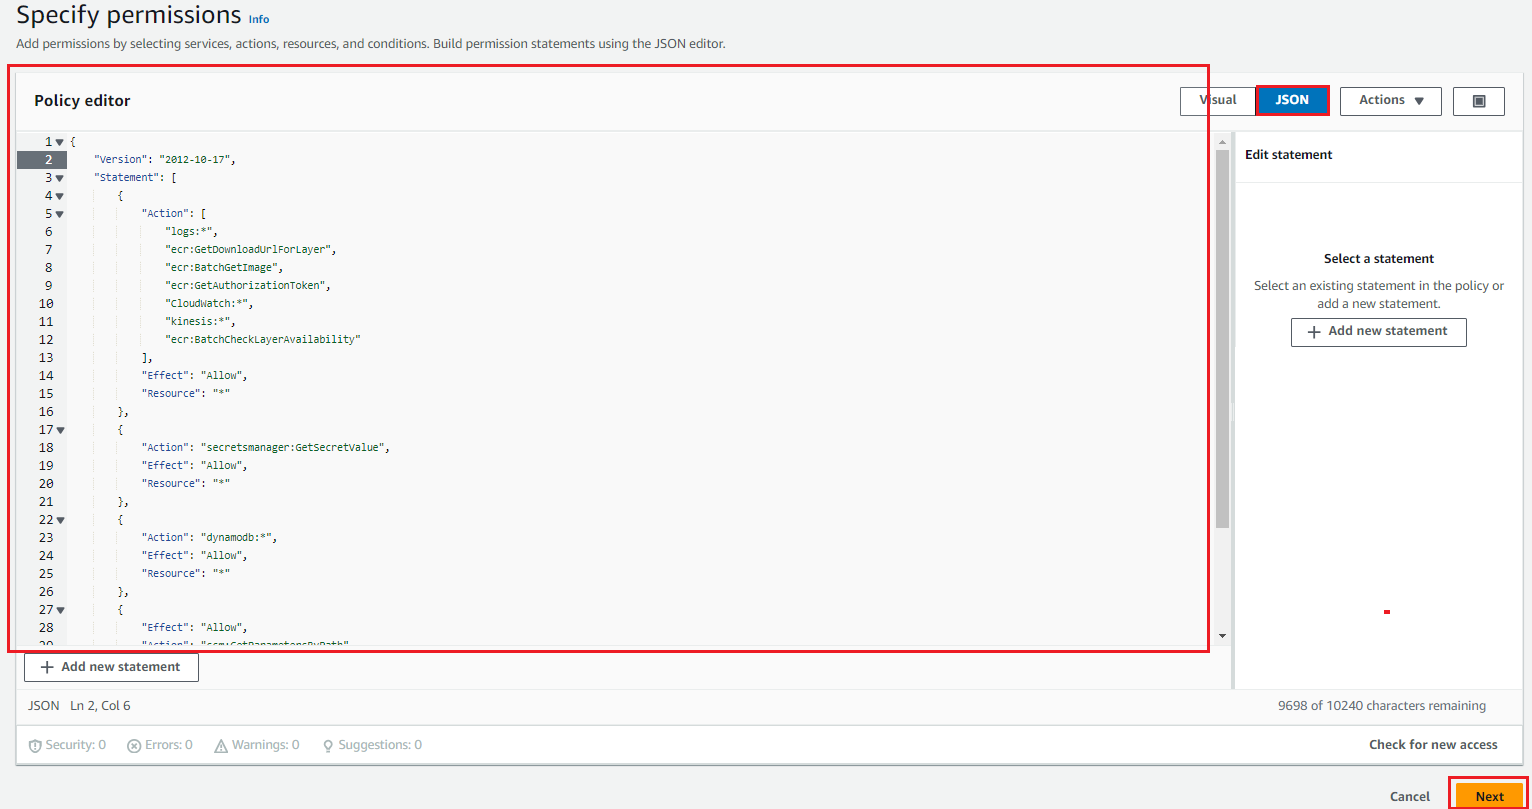 Specify permissions Info
Add permissions by selecting services, actions, resources, and conditions. Build permission statements using the JSON editor.
Policy editor
Visual
JSON
Actions
1 {
2 "Version": "2012-10-17",
3 "Statement": [
4 {
5 "Action": [
6 "logs:*",
7 "ecr:GetDownloadUrlForLayer",
8 "ecr:BatchGetImage",
9 "ecr:GetAuthorizationToken",
10 "CloudWatch:*",
11 "kinesis:*",
12 "ecr:BatchCheckLayerAvailability"
13 ],
14 "Effect": "Allow",
15 "Resource": "*"
16 },
17 {
18 "Action": "secretsmanager:GetSecretValue",
19 "Effect": "Allow",
20 "Resource": "*"
21 },
22 {
23 "Action": "dynamodb:*",
24 "Effect": "Allow",
25 "Resource": "*"
26 },
27 {
28 "Effect": "Allow",
29 "Action": "ssm:GetParametersByPath"
Edit statement
Select a statement
Select an existing statement in the policy or
add a new statement.
+ Add new statement
+ Add new statement
JSON Ln 2, Col 6
9698 of 10240 characters remaining
Security: 0
Errors: 0
Warnings: 0
Suggestions: 0
Check for new access
Cancel
Next